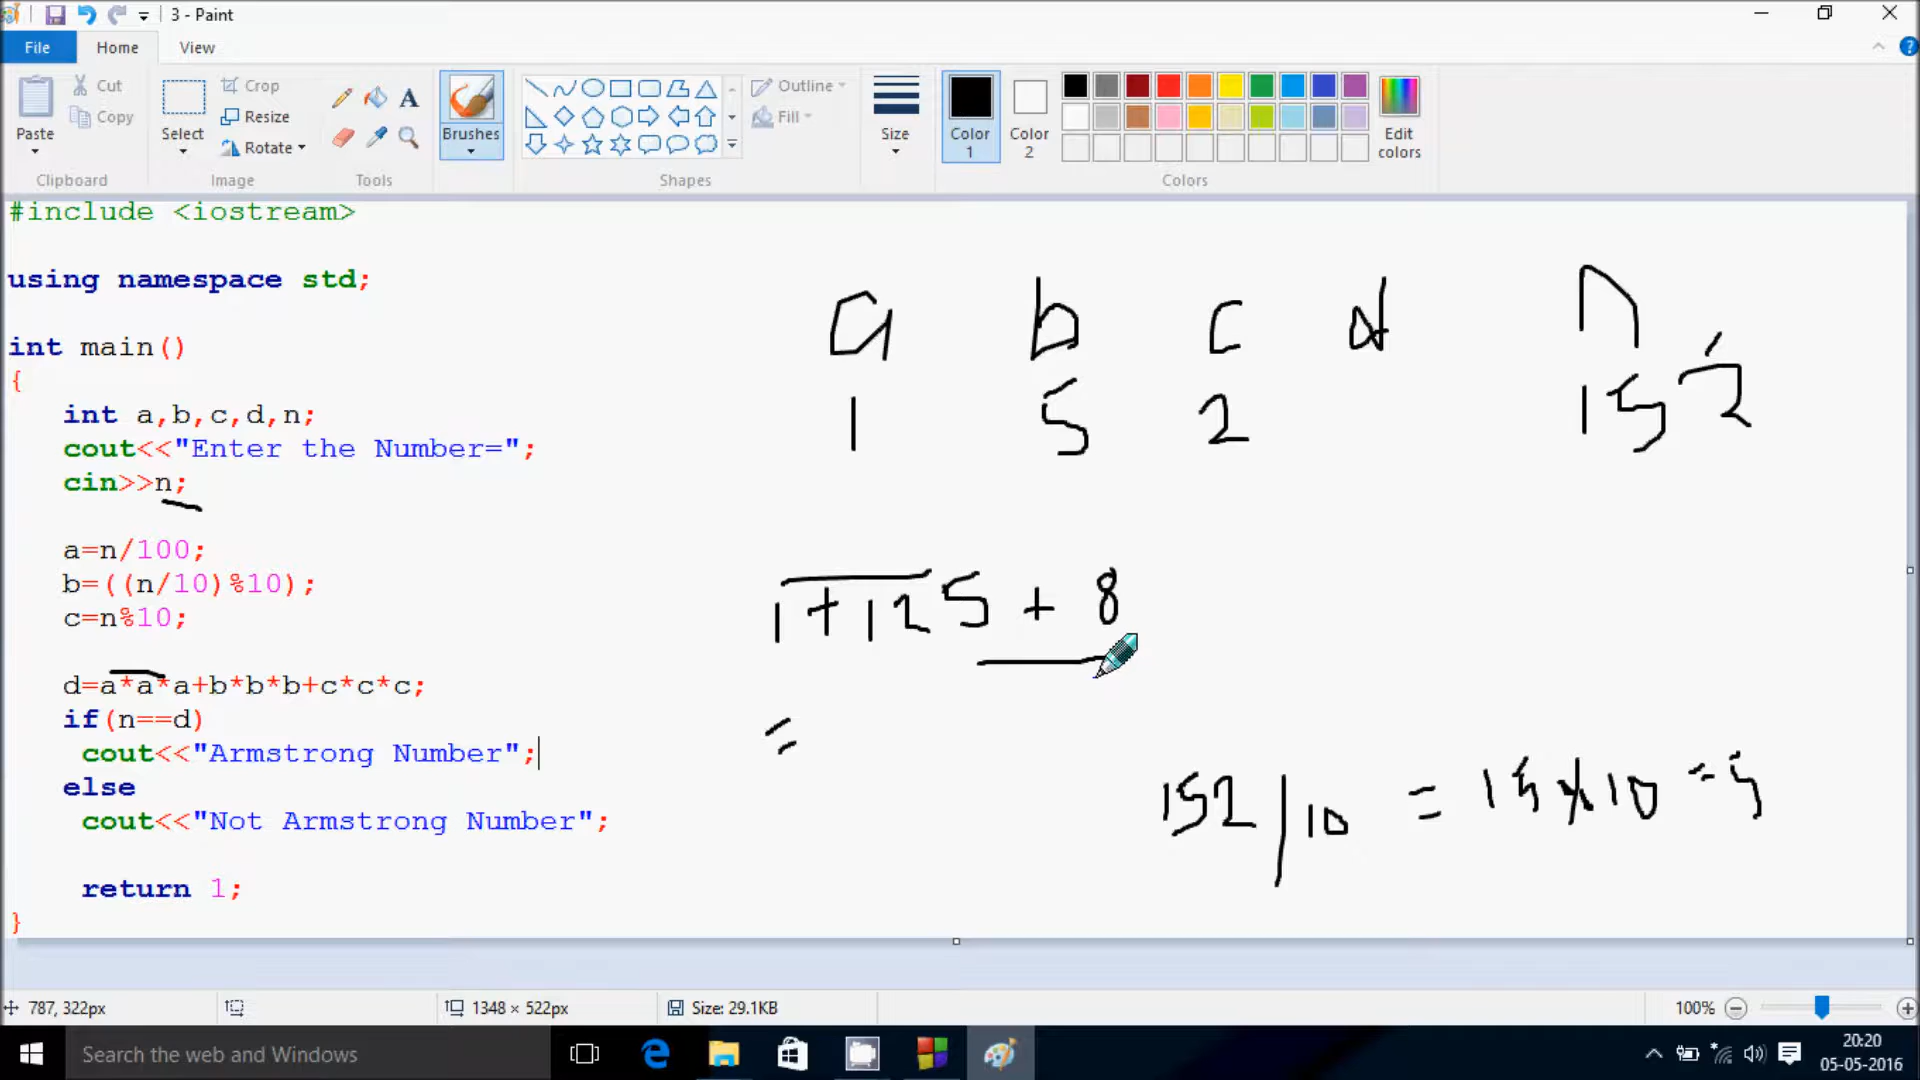 3 - Paint
File Home View
Paste
Cut
Copy
Clipboard
Select
Crop
Resize
Rotate
Image
A
Tools
Brushes
Shapes
Outline
Fill
Size
Color 1
Color 2
Edit colors
Colors
#include <iostream>
using namespace std;
int main()
{
int a,b,c,d,n;
cout<<"Enter the Number=";
cin>>n;
a=n/100;
b=((n/10)%10);
c=n%10;
d=a*a*a+b*b*b+c*c*c;
if(n==d)
cout<<"Armstrong Number";
else
cout<<"Not Armstrong Number";
return 1;
}
a b c d n
1 5 2 152
1+125 + 8
=
152/10 = 15%10 = 5
787, 322px
1348 × 522px
Size: 29.1KB
100%
Search the web and Windows
20:20
05-05-2016